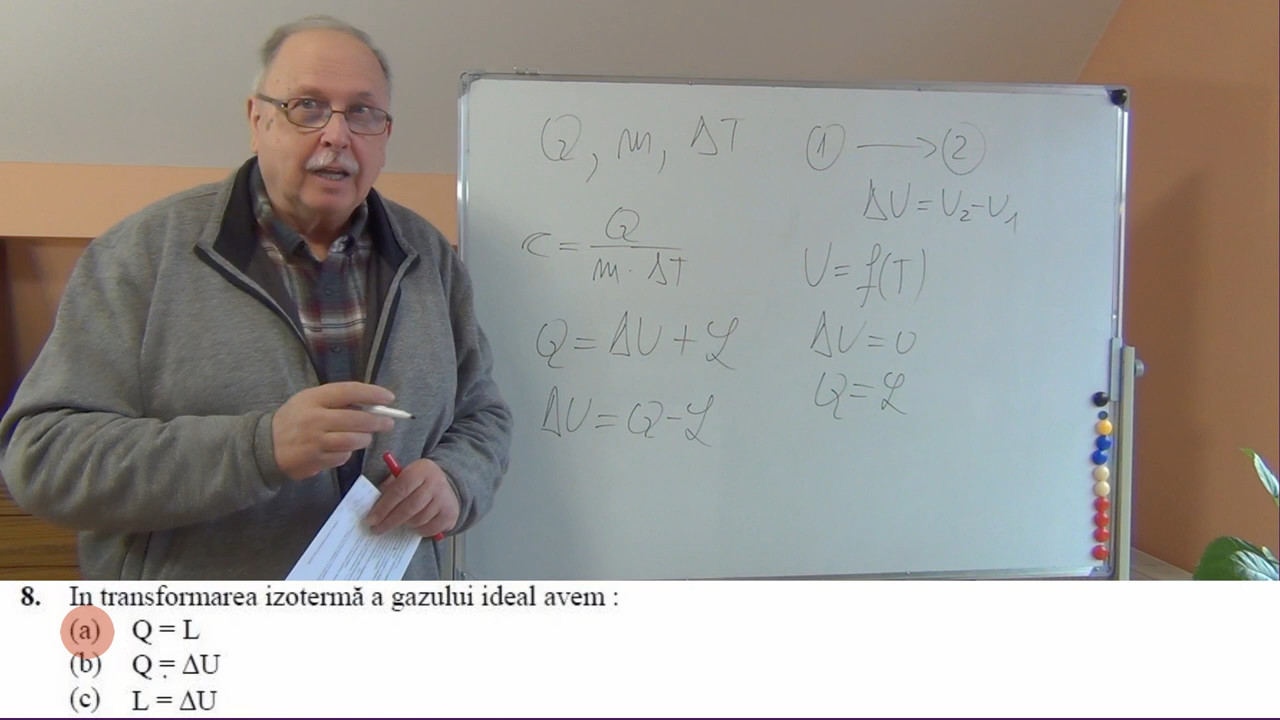 Q, m, ΔT
c = Q / m · ΔT
Q = ΔU + L
ΔU = Q - L
① → ②
ΔU = U₂ - U₁
U = f(T)
ΔU = 0
Q = L
8. In transformarea izotermă a gazului ideal avem :
(a) Q = L
(b) Q = ΔU
(c) L = ΔU